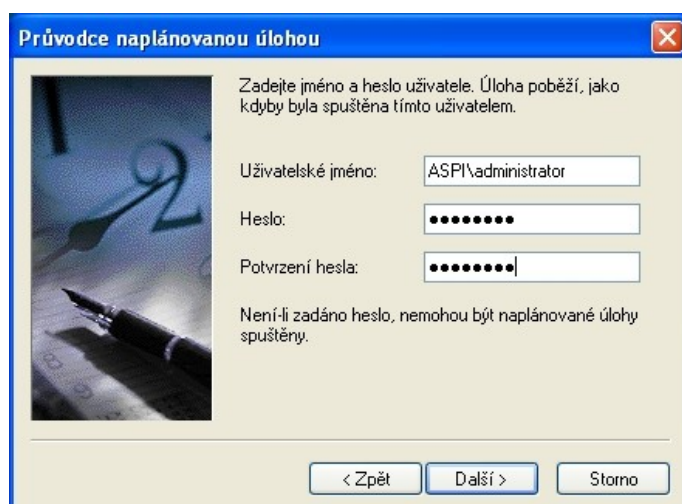 Průvodce naplánovanou úlohou
Zadejte jméno a heslo uživatele. Úloha poběží, jako
kdyby byla spuštěna tímto uživatelem.
Uživatelské jméno: ASPI\administrator
Heslo: ●●●●●●●●
Potvrzení hesla: ●●●●●●●●
Není-li zadáno heslo, nemohou být naplánované úlohy
spuštěny.
< Zpět Další > Storno